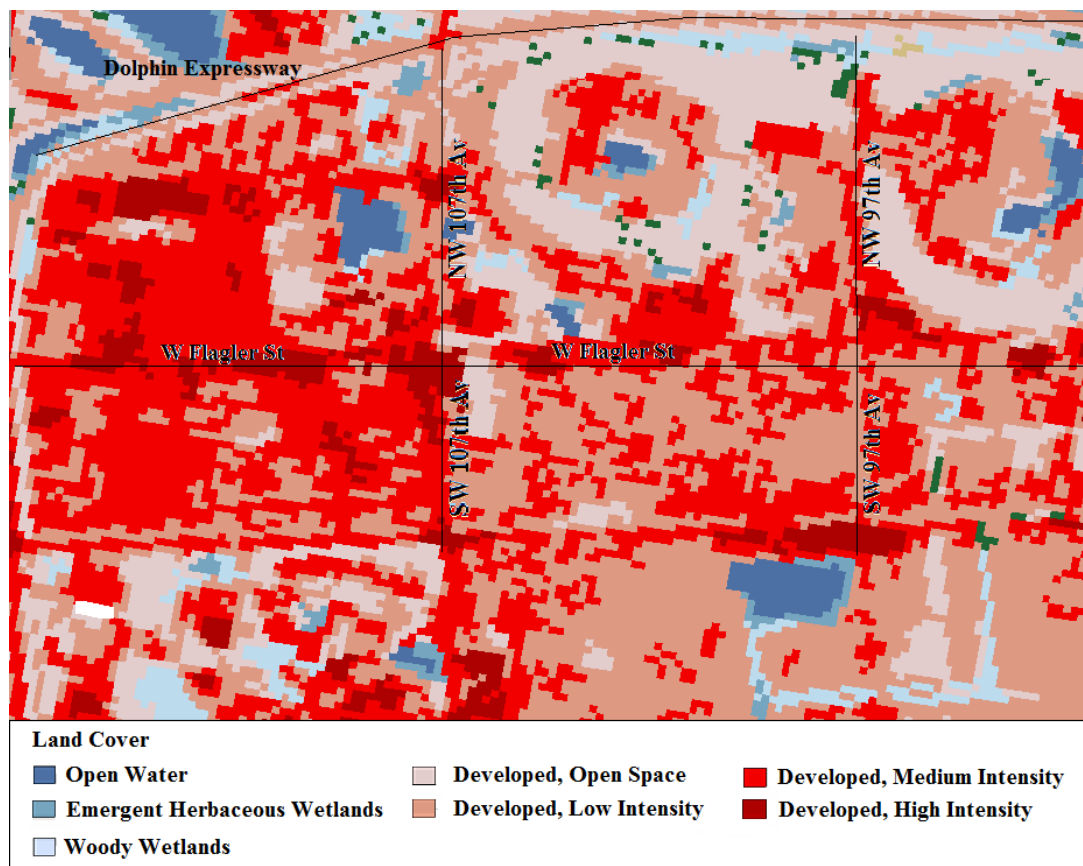 Dolphin Expressway
NW 107th Av
NW 97th Av
W Flagler St
W Flagler St
SW 107th Av
SW 97th Av
Land Cover
Open Water
Developed, Open Space
Developed, Medium Intensity
Emergent Herbaceous Wetlands
Developed, Low Intensity
Developed, High Intensity
Woody Wetlands